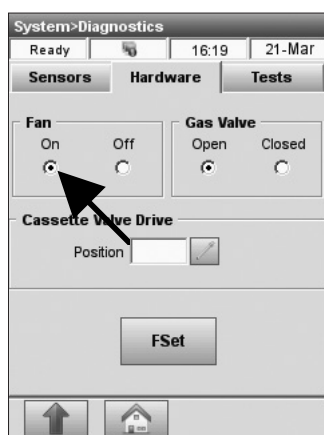 System>Diagnostics
Ready 16:19 21-Mar
Sensors Hardware Tests
Fan Gas Valve
On Off Open Closed
Cassette Valve Drive
Position
FSet